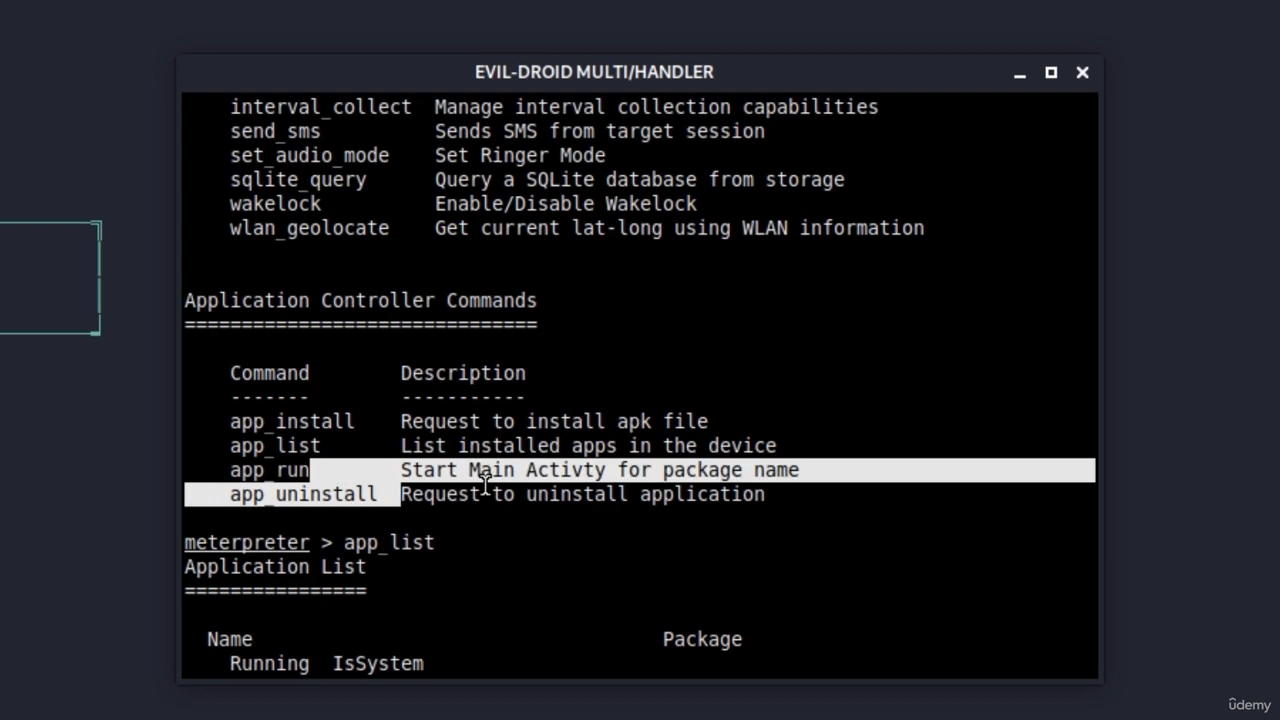 EVIL-DROID MULTI/HANDLER
interval_collect Manage interval collection capabilities
send_sms Sends SMS from target session
set_audio_mode Set Ringer Mode
sqlite_query Query a SQLite database from storage
wakelock Enable/Disable Wakelock
wlan_geolocate Get current lat-long using WLAN information
Application Controller Commands
===============================
Command Description
------- -----------
app_install Request to install apk file
app_list List installed apps in the device
app_run Start Main Activty for package name
app_uninstall Request to uninstall application
meterpreter > app_list
Application List
================
Name Package
Running IsSystem
ûdemy